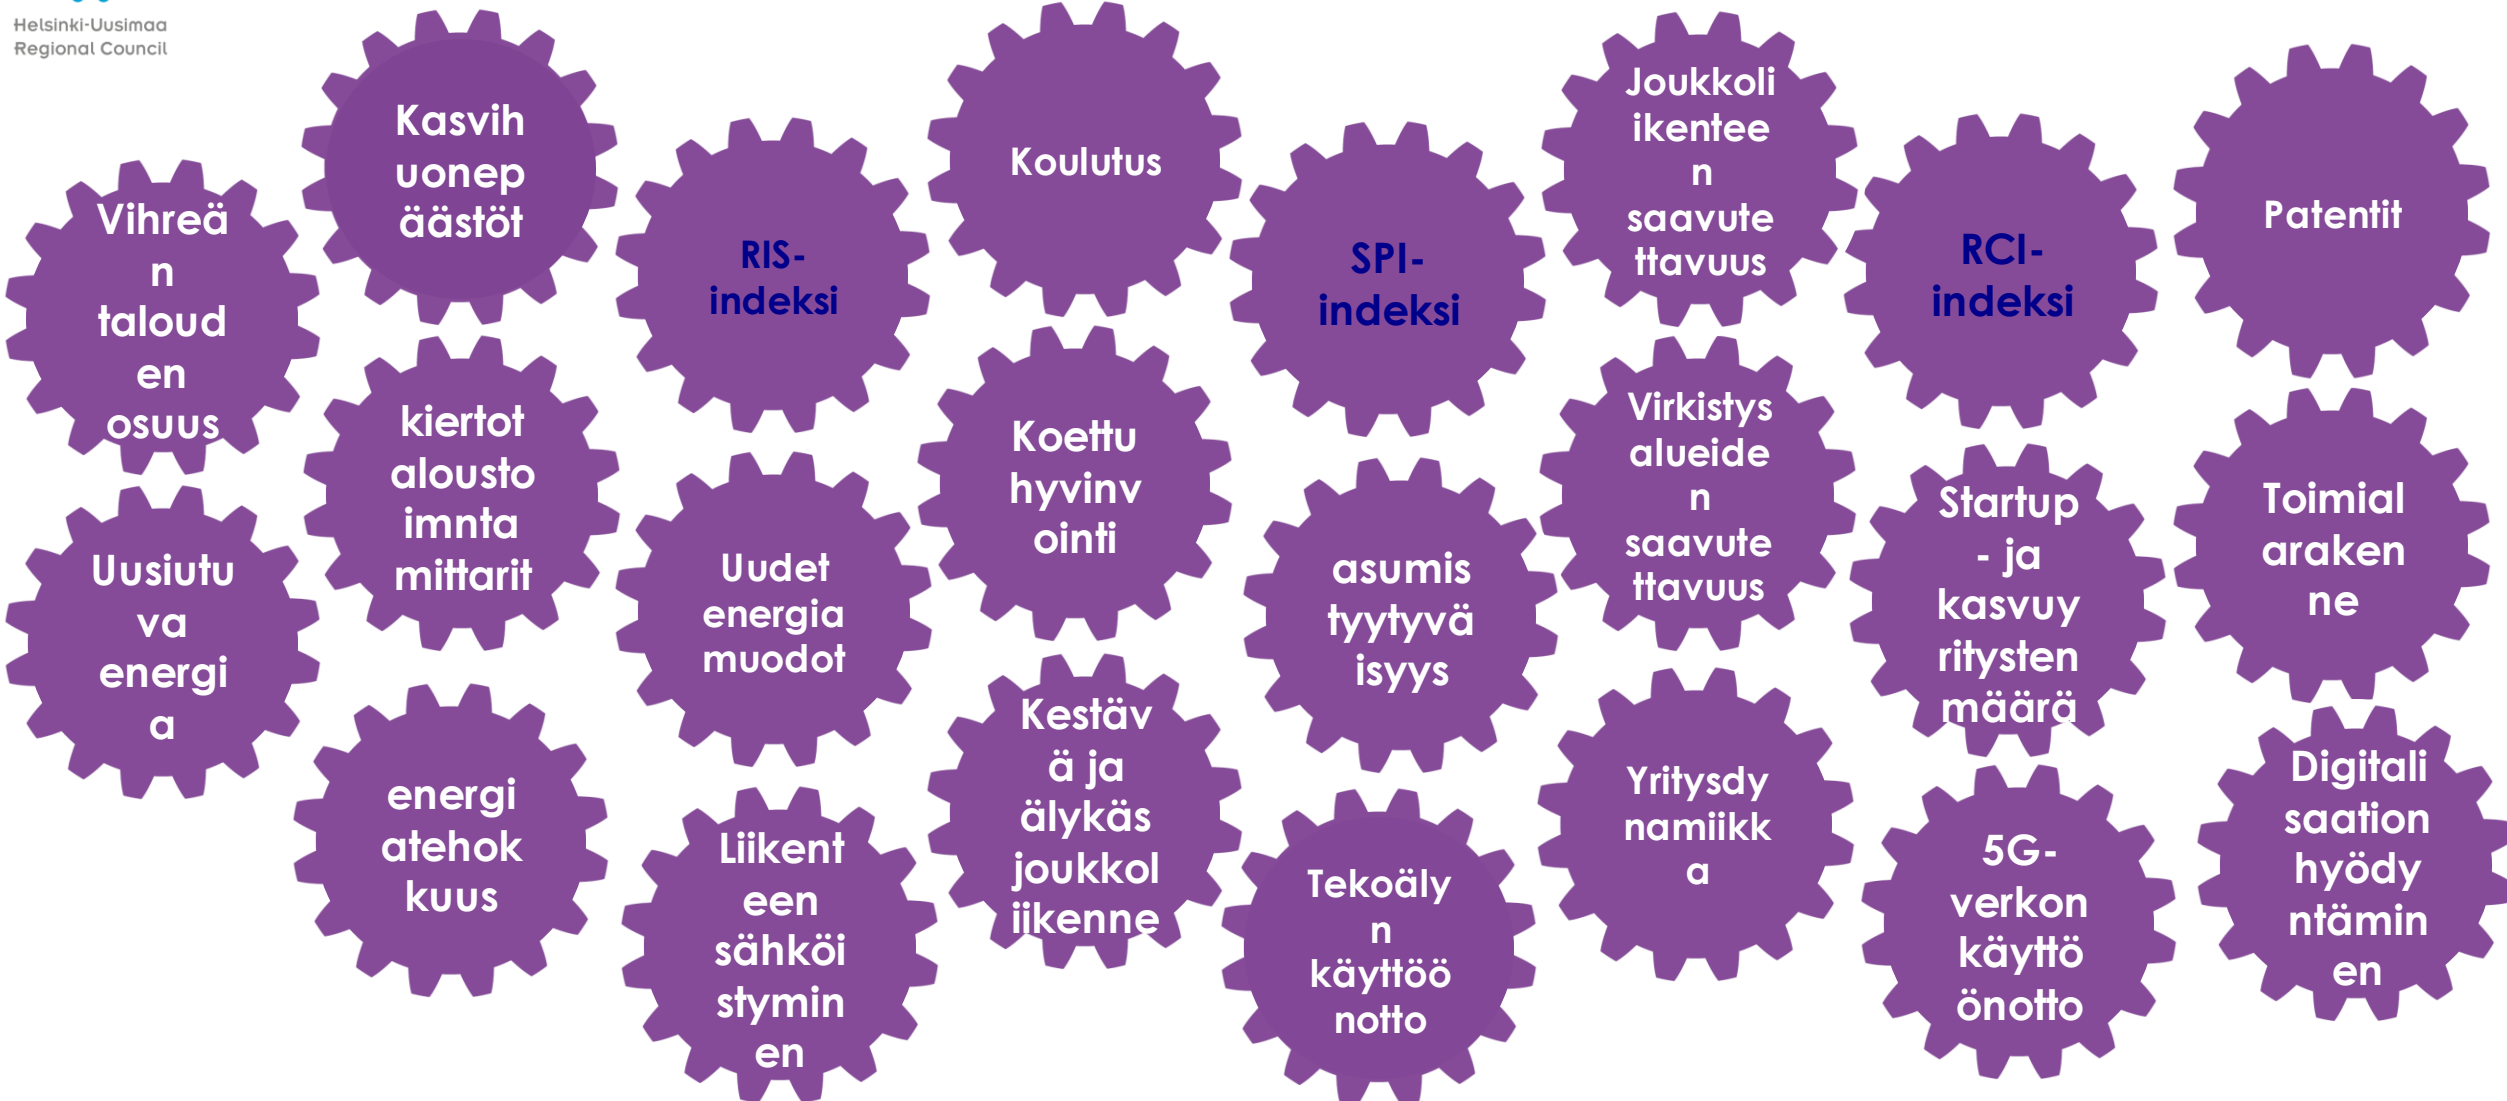 Helsinki-Uusimaa
Regional Council
Vihreä
n
taloud
en
osuus
Uusiutu
va
energi
a
Kasvih
uonep
äästöt
kiertot
alousto
imnta
mittarit
energi
atehok
kuus
RIS-
indeksi
Uudet
energia
muodot
Liikent
een
sähköi
stymin
en
Koulutus
Koettu
hyvinv
ointi
Kestäv
ä ja
älykäs
joukkol
iikenne
SPI-
indeksi
asumis
tyytyvä
isyys
Tekoäly
n
käyttöö
notto
Joukkoli
ikentee
n
saavute
ttavuus
Virkistys
alueide
n
saavute
ttavuus
Yritysdy
namiikk
a
RCI-
indeksi
Startup
- ja
kasvuy
ritysten
määrä
5G-
verkon
käyttö
önotto
Patentit
Toimial
araken
ne
Digitali
saation
hyödy
ntämin
en